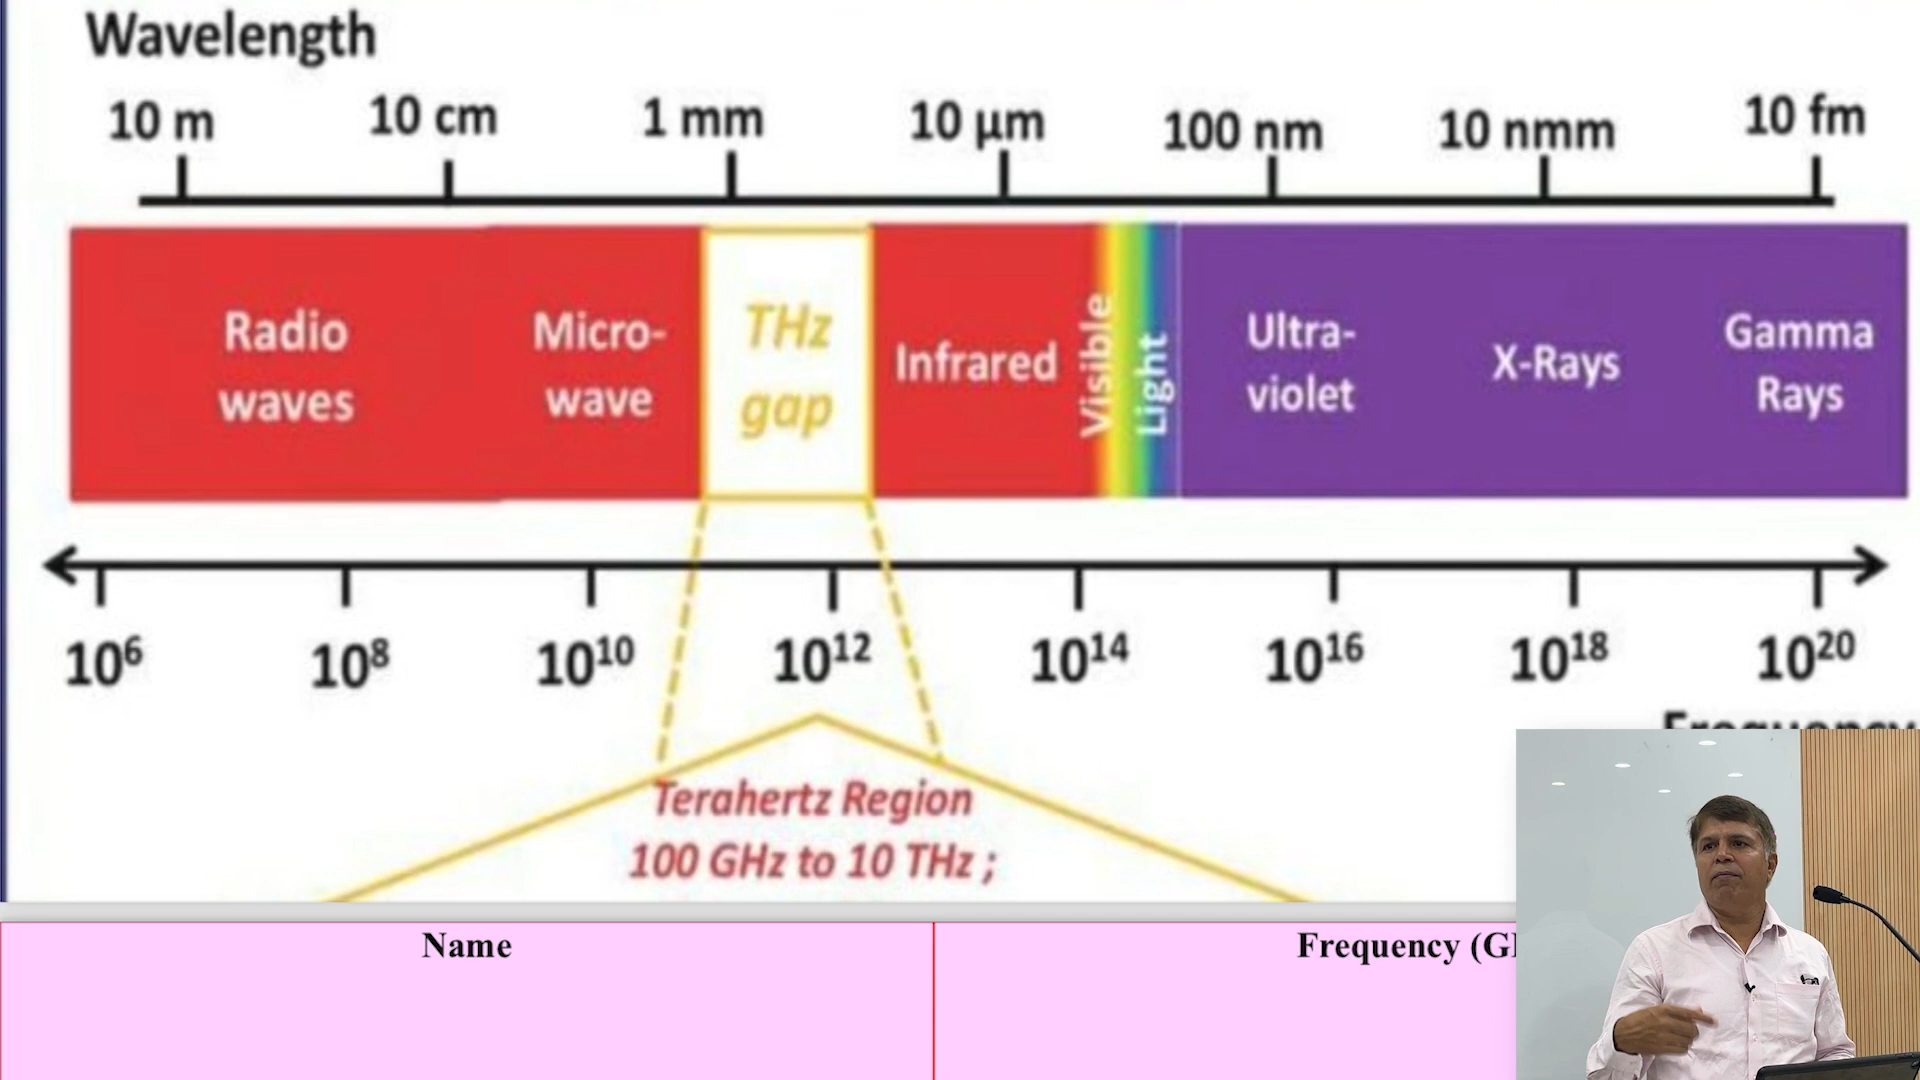 Wavelength
10 m 10 cm 1 mm 10 μm 100 nm 10 nmm 10 fm
Radio waves
Micro-wave
THz gap
Infrared
Visible Light
Ultra-violet
X-Rays
Gamma Rays
10⁶ 10⁸ 10¹⁰ 10¹² 10¹⁴ 10¹⁶ 10¹⁸ 10²⁰
Frequency
Terahertz Region
100 GHz to 10 THz ;
Name Frequency